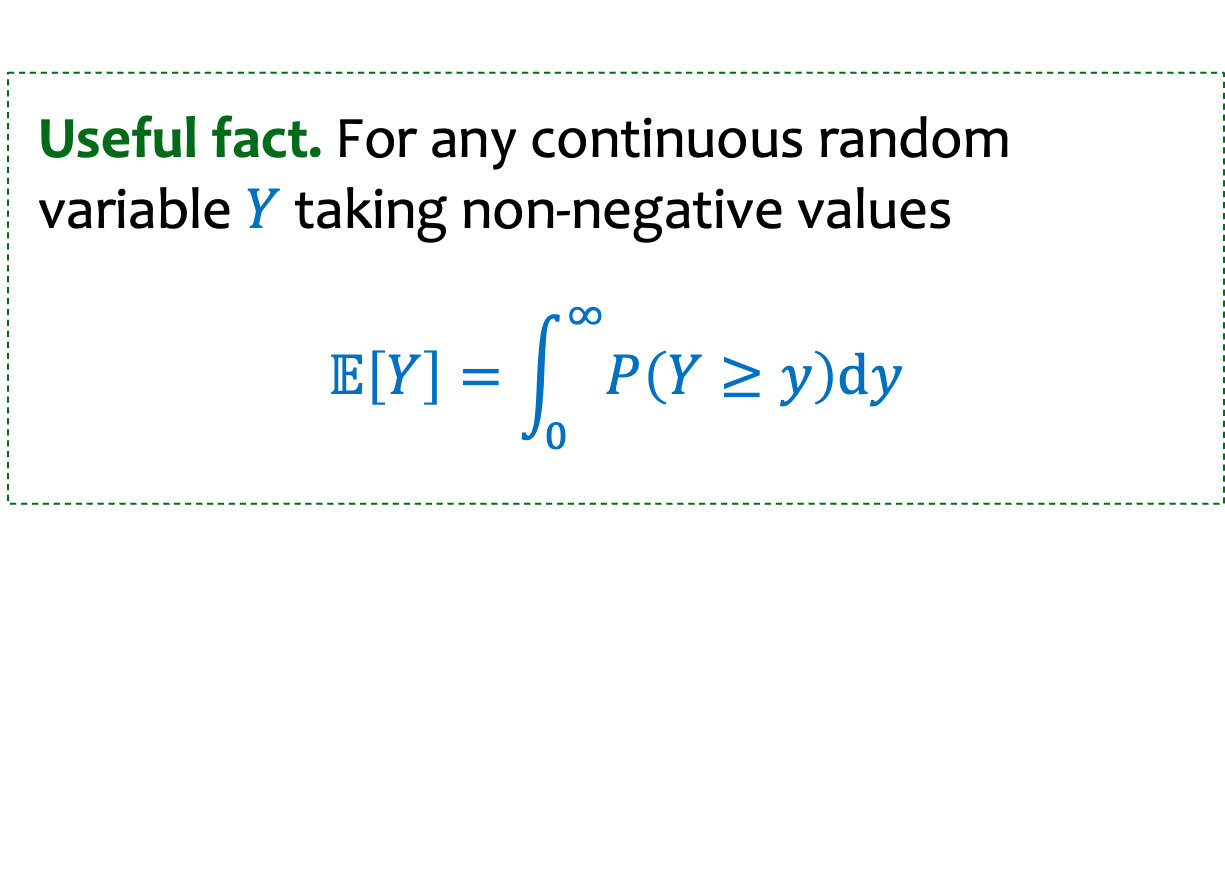 Useful fact. For any continuous random
variable Y taking non-negative values
𝔼[Y] = ∫₀^∞ P(Y ≥ y)dy